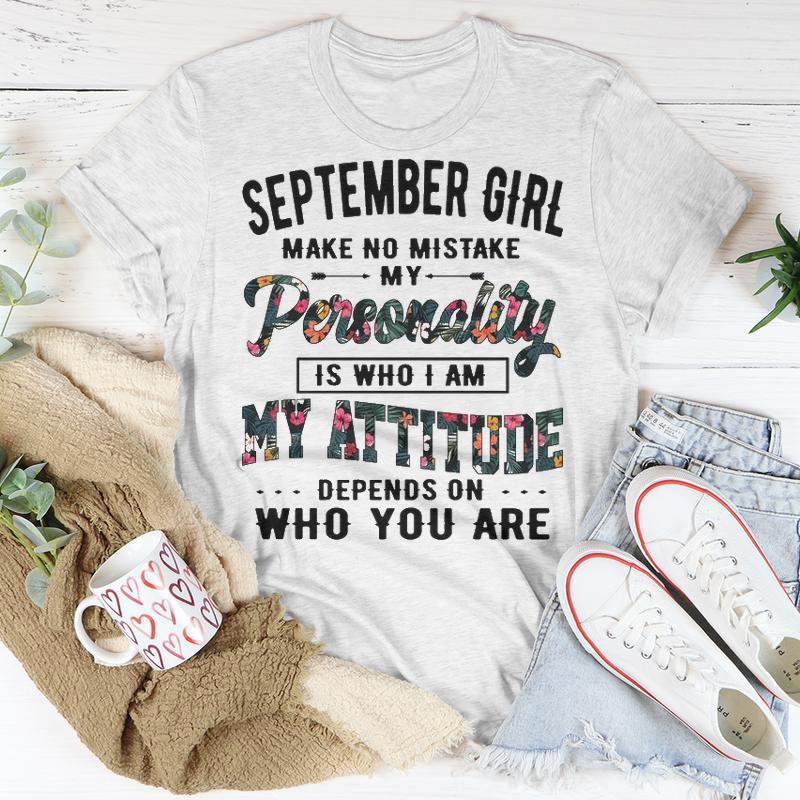 SEPTEMBER GIRL
MAKE NO MISTAKE
MY
Personality
IS WHO I AM
MY ATTITUDE
DEPENDS ON
WHO YOU ARE